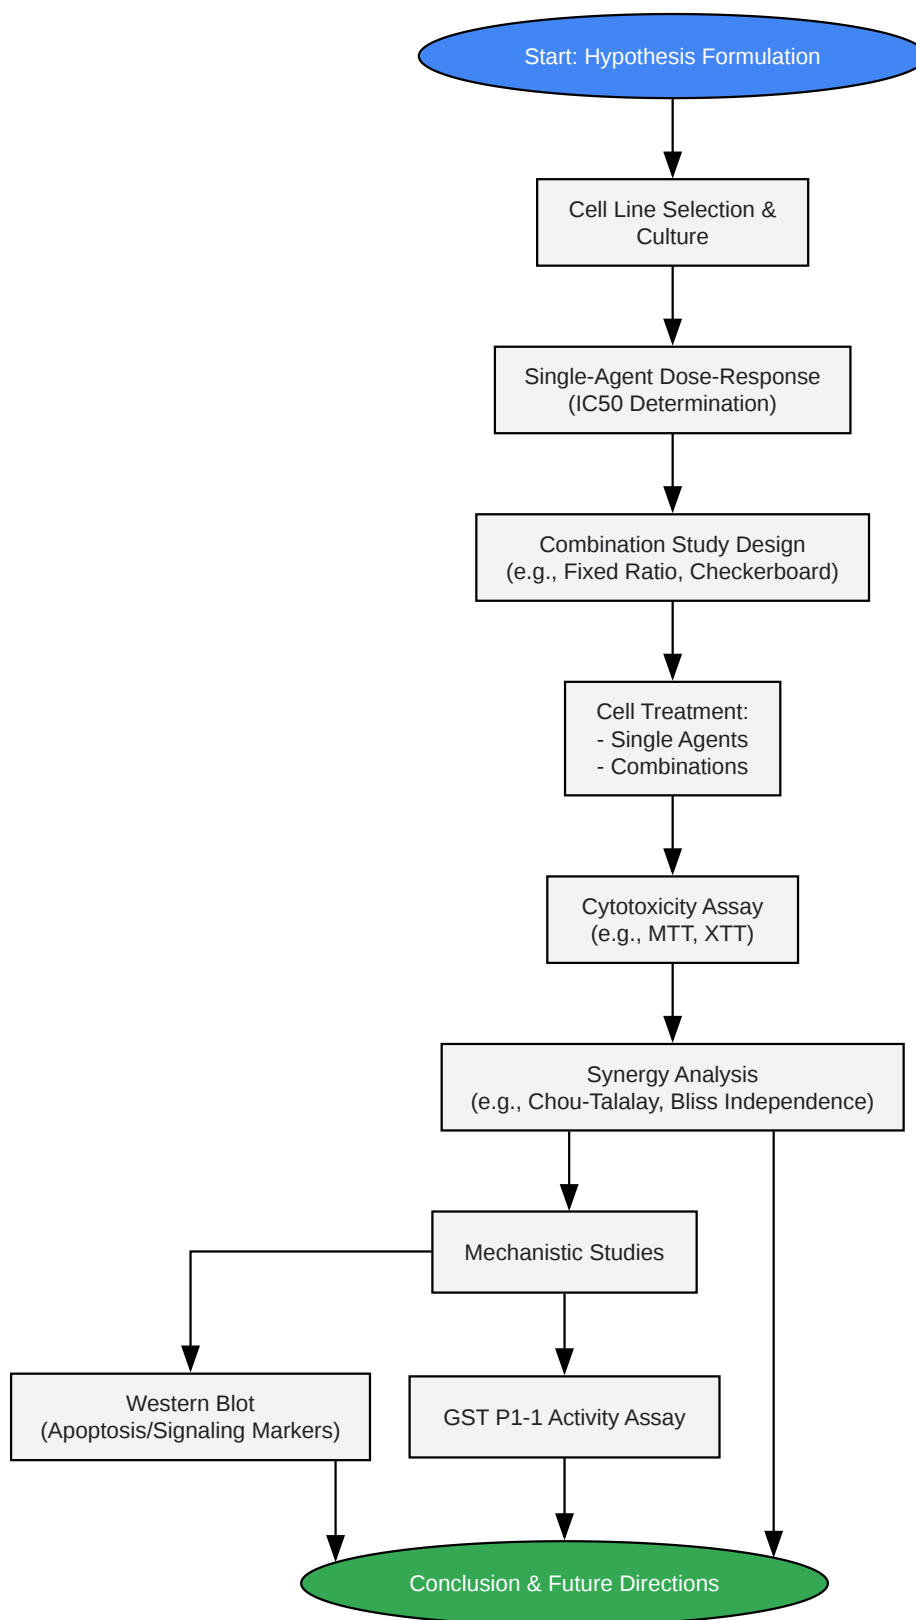 Start: Hypothesis Formulation
Cell Line Selection &
Culture
Single-Agent Dose-Response
(IC50 Determination)
Combination Study Design
(e.g., Fixed Ratio, Checkerboard)
Cell Treatment:
- Single Agents
- Combinations
Cytotoxicity Assay
(e.g., MTT, XTT)
Synergy Analysis
(e.g., Chou-Talalay, Bliss Independence)
Mechanistic Studies
Western Blot
(Apoptosis/Signaling Markers)
GST P1-1 Activity Assay
Conclusion & Future Directions